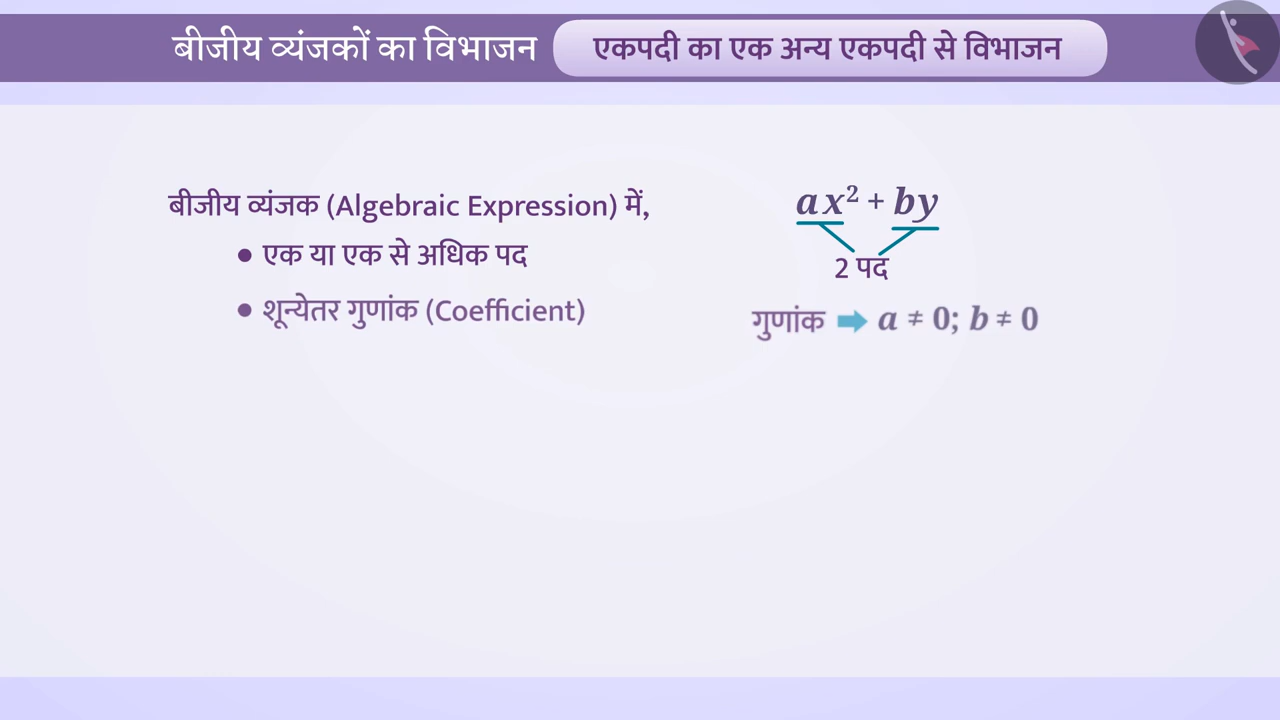 बीजीय व्यंजकों का विभाजन
एकपदी का एक अन्य एकपदी से विभाजन
बीजीय व्यंजक (Algebraic Expression) में,
• एक या एक से अधिक पद
• शून्येतर गुणांक (Coefficient)
ax² + by
2 पद
गुणांक ➡ a ≠ 0; b ≠ 0